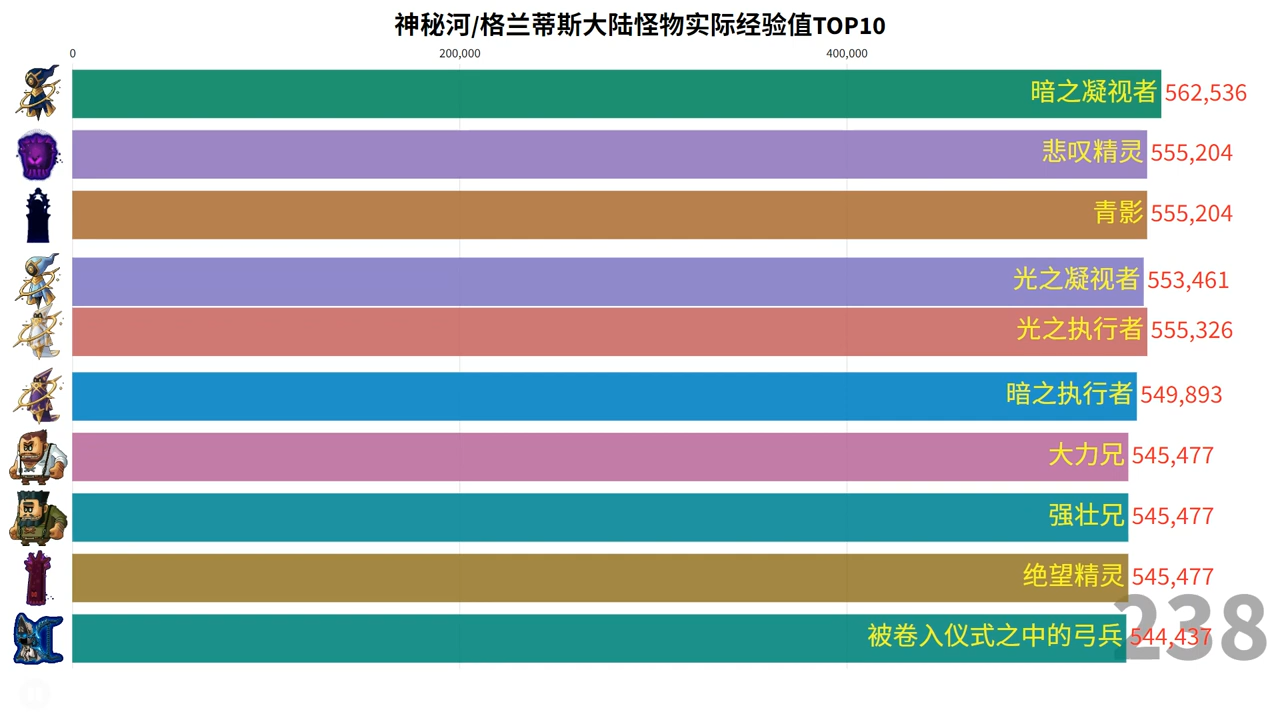 神秘河/格兰蒂斯大陆怪物实际经验值TOP10
0 200,000 400,000
暗之凝视者 562,536
悲叹精灵 555,204
青影 555,204
光之凝视者 553,461
光之执行者 555,326
暗之执行者 549,893
大力兄 545,477
强壮兄 545,477
绝望精灵 545,477
被卷入仪式之中的弓兵 544,437
238